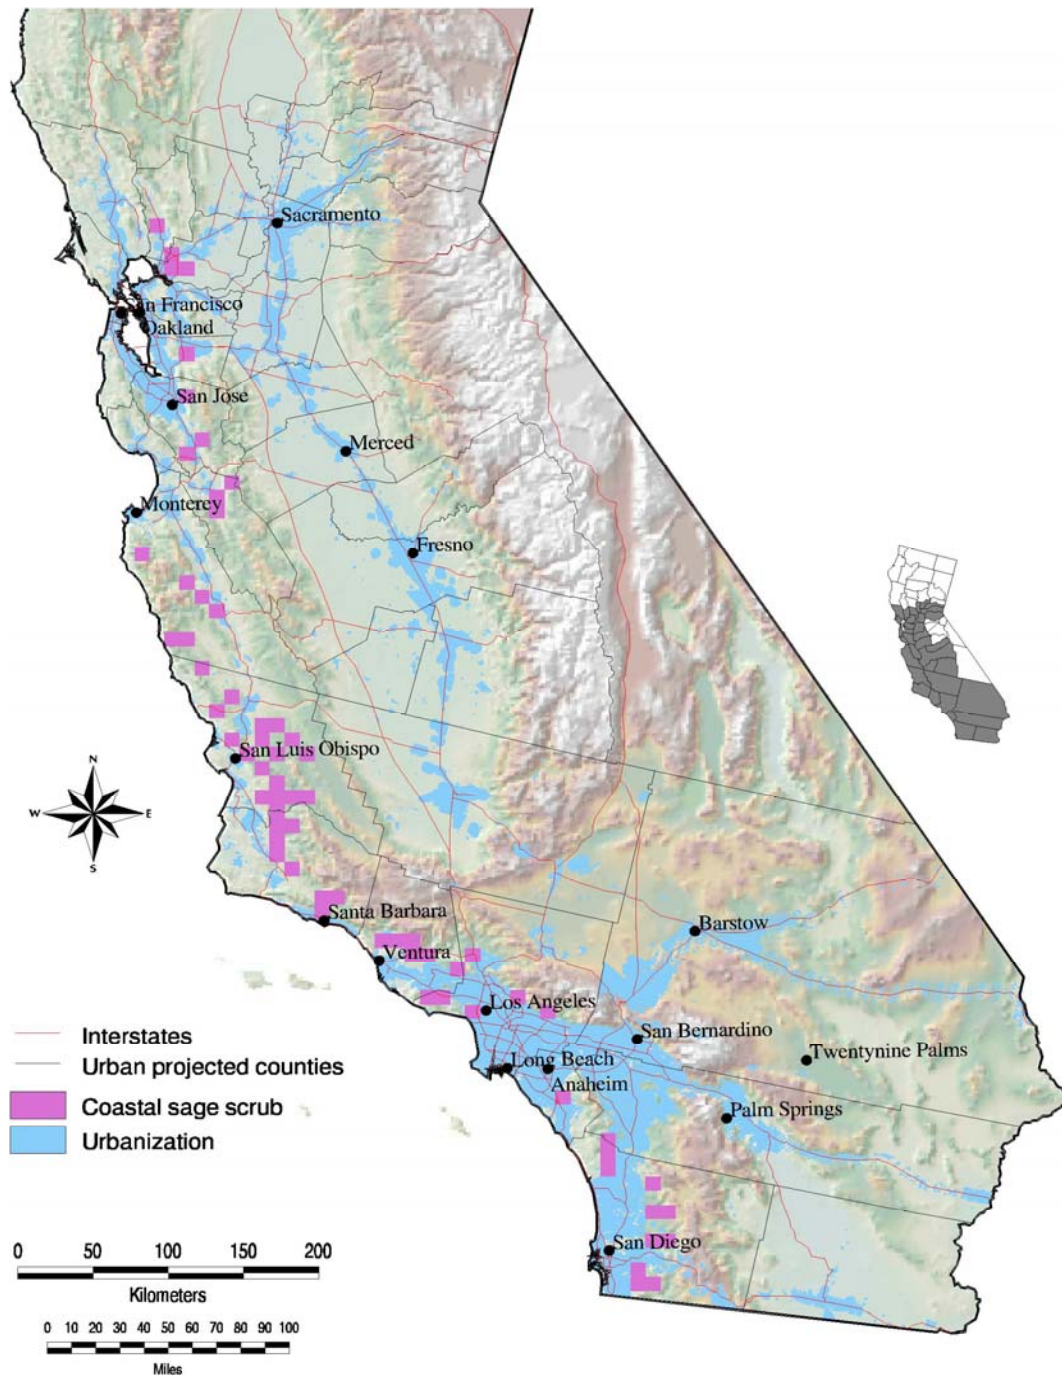 Sacramento
an Francisco
Oakland
San Jose
Merced
Monterey
Fresno
San Luis Obispo
N
W
E
S
Santa Barbara
Barstow
Ventura
Los Angeles
San Bernardino
Twentynine Palms
Long Beach
Anaheim
Palm Springs
San Diego
Interstates
Urban projected counties
Coastal sage scrub
Urbanization
0 50 100 150 200
Kilometers
0 10 20 30 40 50 60 70 80 90 100
Miles